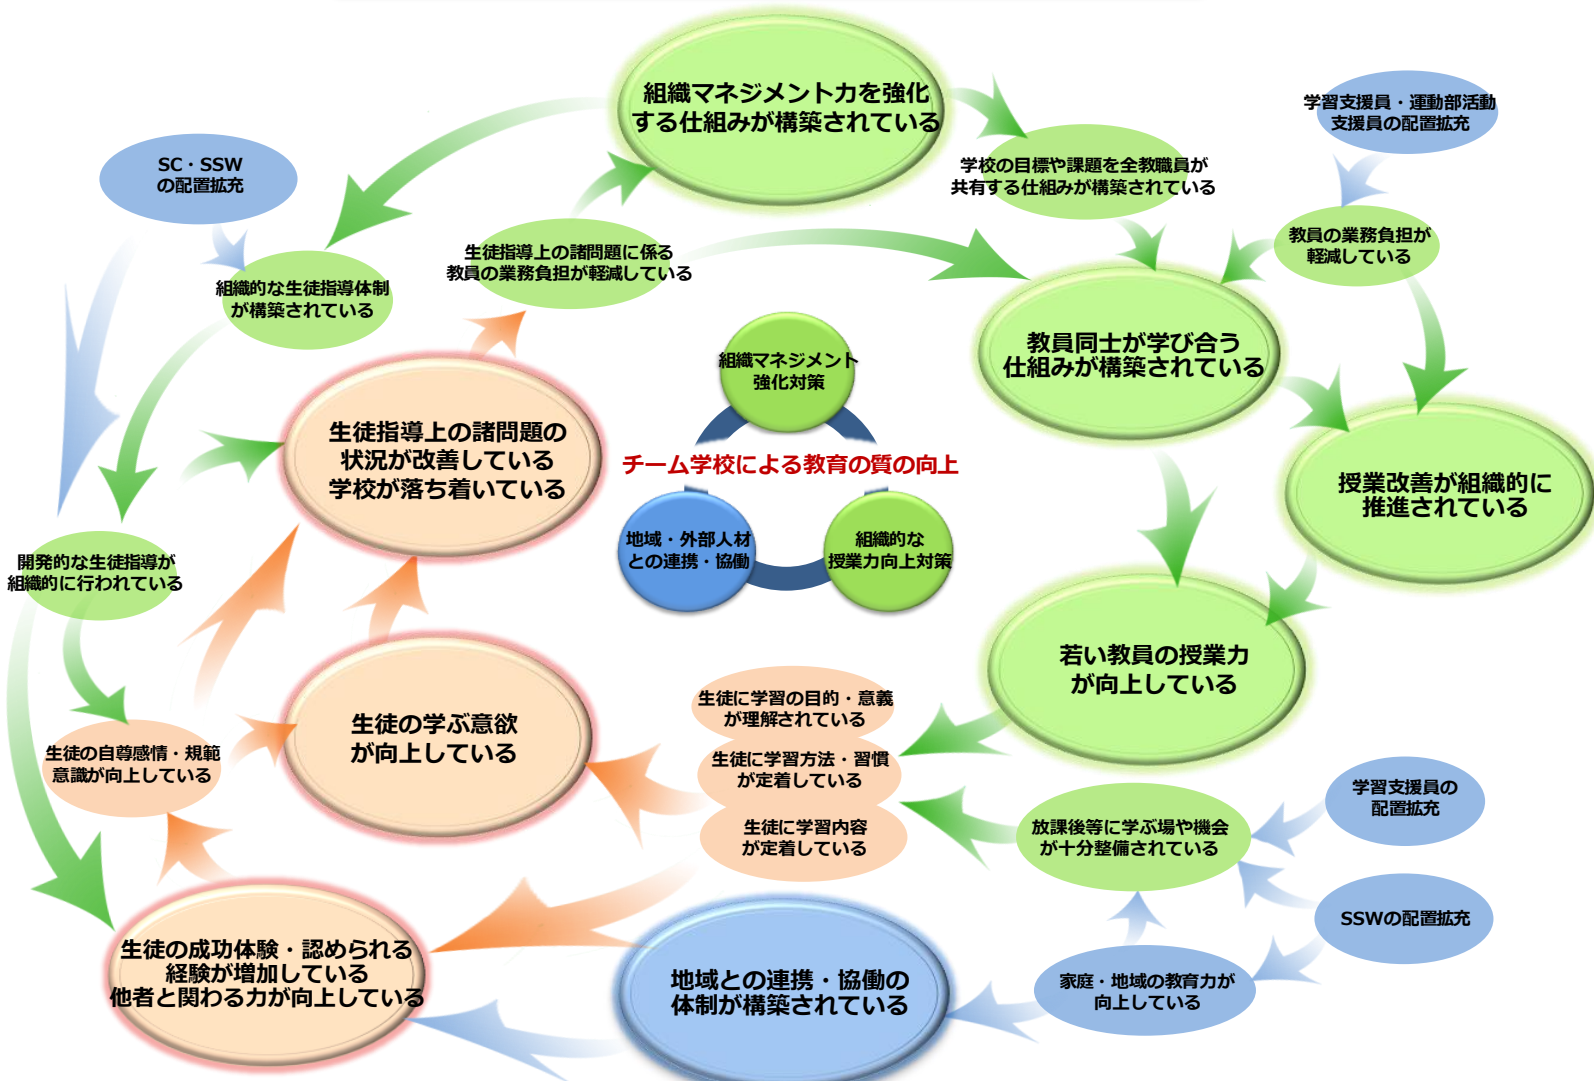 組織マネジメント力を強化
する仕組みが構築されている
学習支援員・運動部活動
支援員の配置拡充
SC・SSW
の配置拡充
学校の目標や課題を全教職員が
共有する仕組みが構築されている
生徒指導上の諸問題に係る
教員の業務負担が軽減している
教員の業務負担が
軽減している
組織的な生徒指導体制
が構築されている
教員同士が学び合う
仕組みが構築されている
組織マネジメント
強化対策
生徒指導上の諸問題の
状況が改善している
学校が落ち着いている
チーム学校による教育の質の向上
授業改善が組織的に
推進されている
地域・外部人材
との連携・協働
組織的な
授業力向上対策
開発的な生徒指導が
組織的に行われている
若い教員の授業力
が向上している
生徒に学習の目的・意義
が理解されている
生徒の学ぶ意欲
が向上している
生徒の自尊感情・規範
意識が向上している
生徒に学習方法・習慣
が定着している
学習支援員の
配置拡充
生徒に学習内容
が定着している
放課後等に学ぶ場や機会
が十分整備されている
SSWの配置拡充
生徒の成功体験・認められる
経験が増加している
他者と関わる力が向上している
地域との連携・協働の
体制が構築されている
家庭・地域の教育力が
向上している